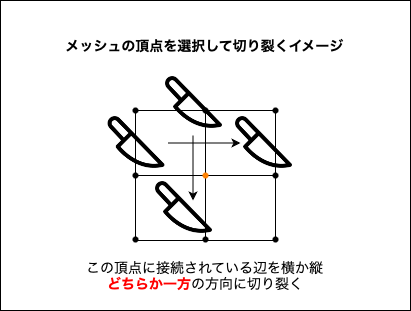 メッシュの頂点を選択して切り裂くイメージ
この頂点に接続されている辺を横か縦
どちらか一方の方向に切り裂く